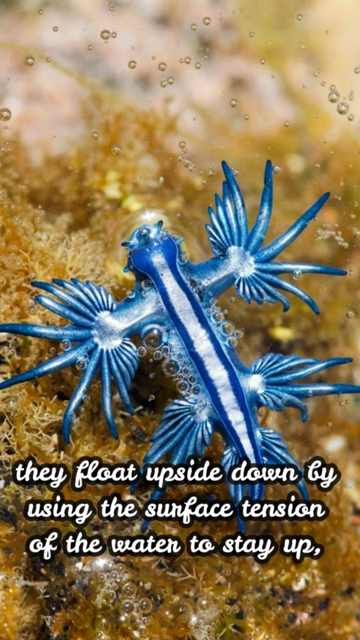 they float upside down by
using the surface tension
of the water to stay up,